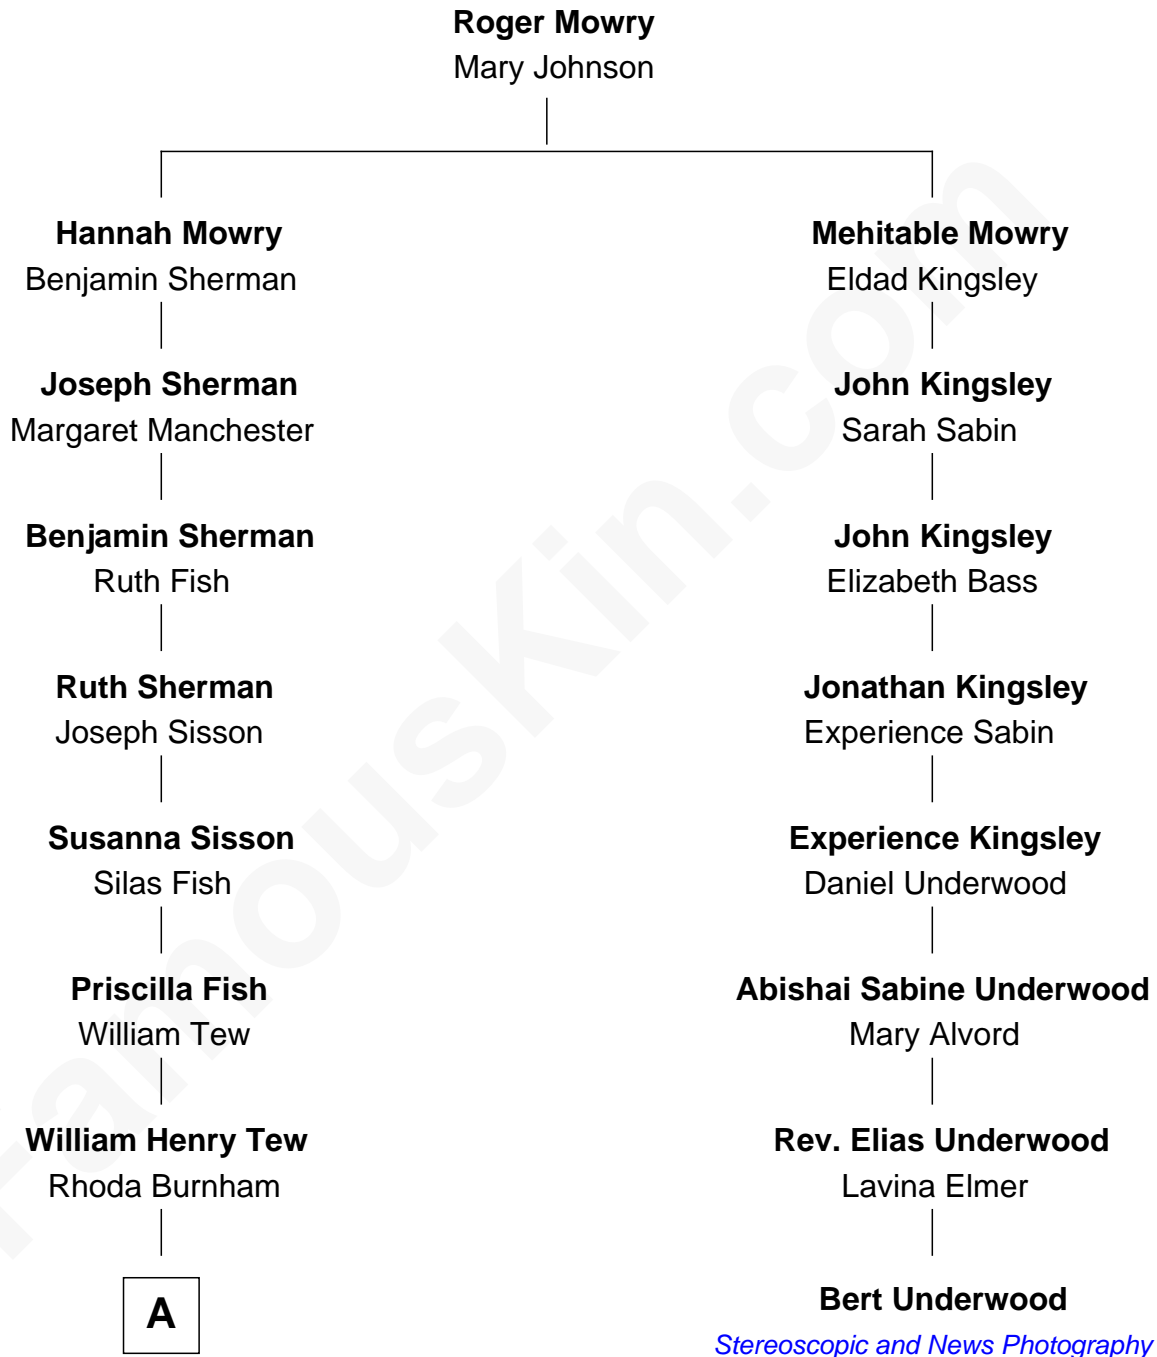 Roger Mowry
Mary Johnson
Hannah Mowry
Benjamin Sherman
Mehitable Mowry
Eldad Kingsley
Joseph Sherman
Margaret Manchester
John Kingsley
Sarah Sabin
Benjamin Sherman
Ruth Fish
John Kingsley
Elizabeth Bass
Ruth Sherman
Joseph Sisson
Jonathan Kingsley
Experience Sabin
Susanna Sisson
Silas Fish
Experience Kingsley
Daniel Underwood
Priscilla Fish
William Tew
Abishai Sabine Underwood
Mary Alvord
William Henry Tew
Rhoda Burnham
Rev. Elias Underwood
Lavina Elmer
A
Bert Underwood
Stereoscopic and News Photography
FamousKin.com